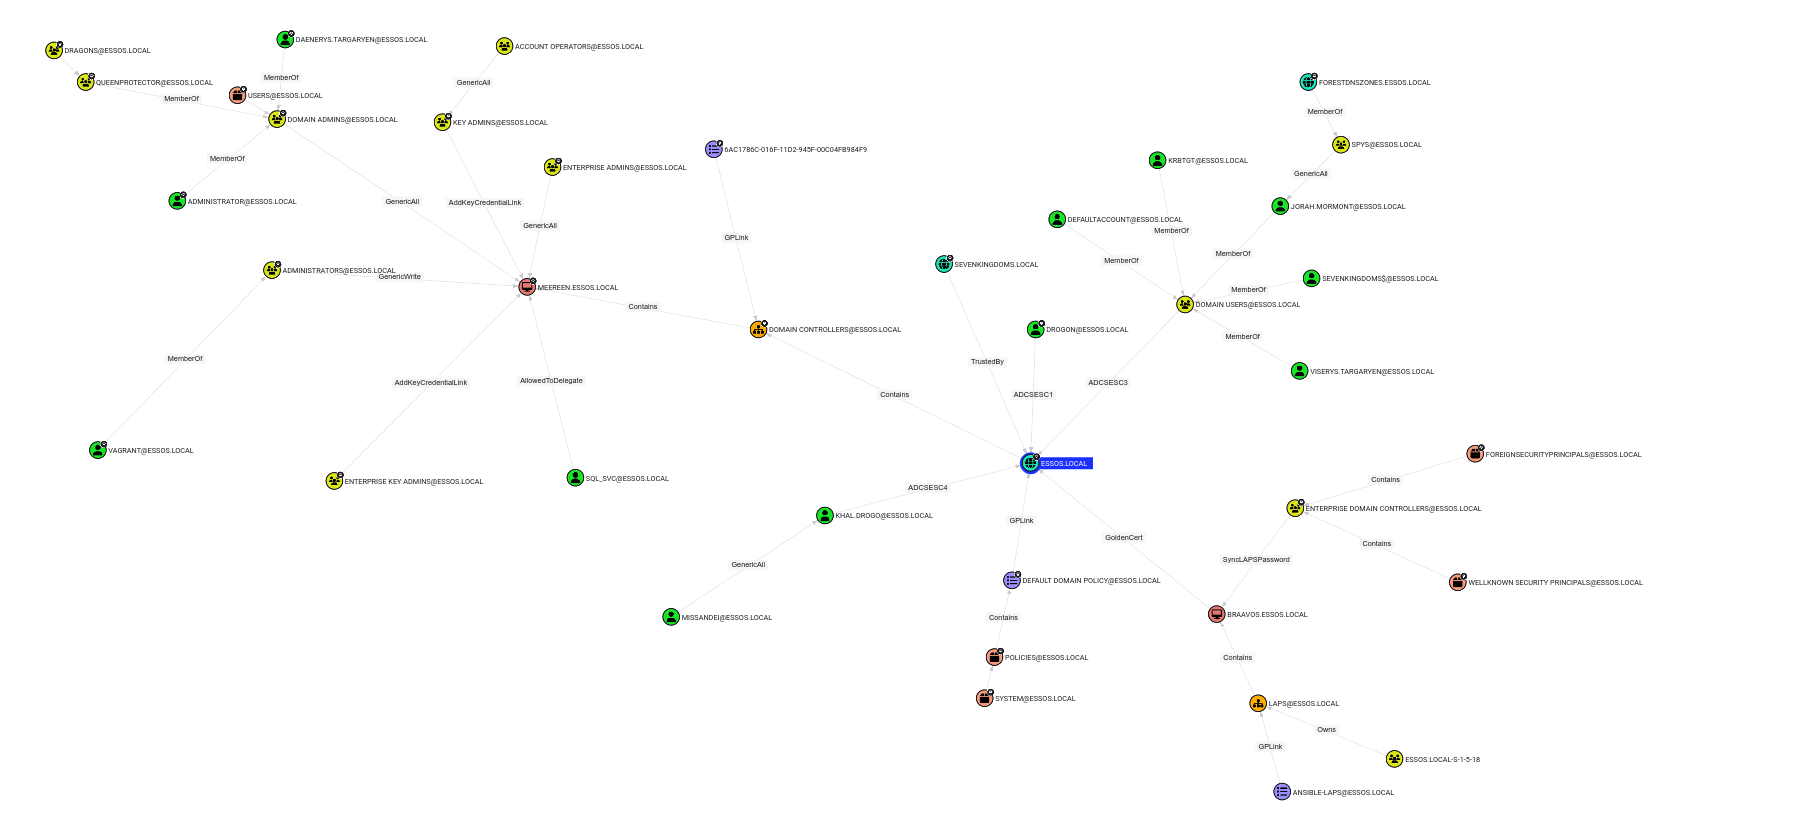 DAENERYS.TARGARYEN@ESSOS.LOCAL
ACCOUNT OPERATORS@ESSOS.LOCAL
DRAGONS@ESSOS.LOCAL
MemberOf
GenericAll
QUEENPROTECTOR@ESSOS.LOCAL
FORESTDNSZONES.ESSOS.LOCAL
USERS@ESSOS.LOCAL
MemberOf
MemberOf
DOMAIN ADMINS@ESSOS.LOCAL
KEY ADMINS@ESSOS.LOCAL
SPYS@ESSOS.LOCAL
6AC1786C-016F-11D2-945F-00C04FB984F9
MemberOf
KRBTGT@ESSOS.LOCAL
ENTERPRISE ADMINS@ESSOS.LOCAL
GenericAll
ADMINISTRATOR@ESSOS.LOCAL
GenericAll
AddKeyCredentialLink
JORAH.MORMONT@ESSOS.LOCAL
DEFAULTACCOUNT@ESSOS.LOCAL
GenericAll
MemberOf
GPLink
MemberOf
MemberOf
SEVENKINGDOMS.LOCAL
ADMINISTRATORS@ESSOS.LOCAL
GenericWrite
SEVENKINGDOMS$@ESSOS.LOCAL
MEEREEN.ESSOS.LOCAL
MemberOf
Contains
DOMAIN USERS@ESSOS.LOCAL
DOMAIN CONTROLLERS@ESSOS.LOCAL
DROGON@ESSOS.LOCAL
MemberOf
MemberOf
TrustedBy
VISERYS.TARGARYEN@ESSOS.LOCAL
AddKeyCredentialLink
AllowedToDelegate
ADCSESC3
Contains
ADCSESC1
VAGRANT@ESSOS.LOCAL
FOREIGNSECURITYPRINCIPALS@ESSOS.LOCAL
ESSOS.LOCAL
SQL_SVC@ESSOS.LOCAL
Contains
ENTERPRISE KEY ADMINS@ESSOS.LOCAL
ADCSESC4
ENTERPRISE DOMAIN CONTROLLERS@ESSOS.LOCAL
KHAL.DROGO@ESSOS.LOCAL
GPLink
GoldenCert
Contains
SyncLAPSPassword
GenericAll
DEFAULT DOMAIN POLICY@ESSOS.LOCAL
WELLKNOWN SECURITY PRINCIPALS@ESSOS.LOCAL
BRAAVOS.ESSOS.LOCAL
MISSANDEI@ESSOS.LOCAL
Contains
POLICIES@ESSOS.LOCAL
Contains
SYSTEM@ESSOS.LOCAL
LAPS@ESSOS.LOCAL
Owns
GPLink
ESSOS.LOCAL-S-1-5-18
ANSIBLE-LAPS@ESSOS.LOCAL